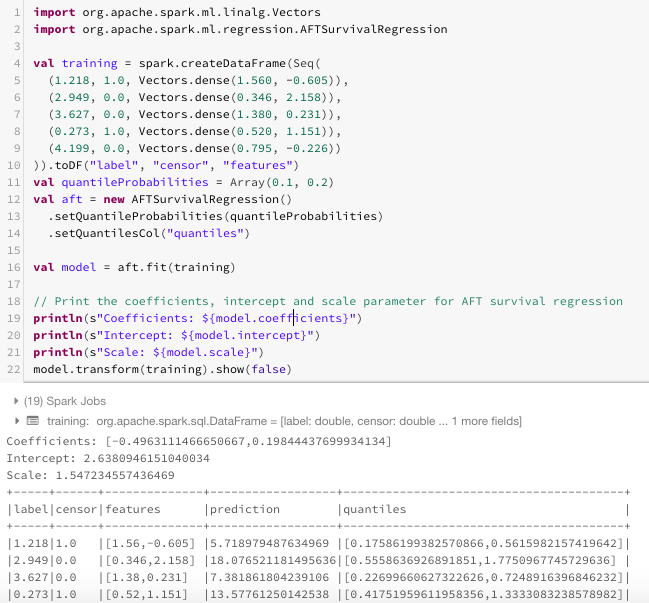 1 import org.apache.spark.ml.linalg.Vectors
2 import org.apache.spark.ml.regression.AFTSurvivalRegression
3
4 val training = spark.createDataFrame(Seq(
5   (1.218, 1.0, Vectors.dense(1.560, -0.605)),
6   (2.949, 0.0, Vectors.dense(0.346, 2.158)),
7   (3.627, 0.0, Vectors.dense(1.380, 0.231)),
8   (0.273, 1.0, Vectors.dense(0.520, 1.151)),
9   (4.199, 0.0, Vectors.dense(0.795, -0.226))
10 )).toDF("label", "censor", "features")
11 val quantileProbabilities = Array(0.1, 0.2)
12 val aft = new AFTSurvivalRegression()
13   .setQuantileProbabilities(quantileProbabilities)
14   .setQuantilesCol("quantiles")
15
16 val model = aft.fit(training)
17
18 // Print the coefficients, intercept and scale parameter for AFT survival regression
19 println(s"Coefficients: ${model.coefficients}")
20 println(s"Intercept: ${model.intercept}")
21 println(s"Scale: ${model.scale}")
22 model.transform(training).show(false)
(19) Spark Jobs
training: org.apache.spark.sql.DataFrame = [label: double, censor: double ... 1 more fields]
Coefficients: [-0.4963111466650667,0.19844437699934134]
Intercept: 2.6380946151040034
Scale: 1.547234557436469
+-----+------+--------------+------------------+---------------------------------------+
|label|censor|features      |prediction        |quantiles                              |
+-----+------+--------------+------------------+---------------------------------------+
|1.218|1.0   |[1.56,-0.605] |5.718979487634969 |[0.17586199382570866,0.5615982157419642]|
|2.949|0.0   |[0.346,2.158] |18.076521181495636|[0.5558636926891851,1.7750967745729636] |
|3.627|0.0   |[1.38,0.231]  |7.381861804239106 |[0.22699660627322626,0.7248916396846232]|
|0.273|1.0   |[0.52,1.151]  |13.57761250142538 |[0.41751959611958356,1.3333083238578982]|